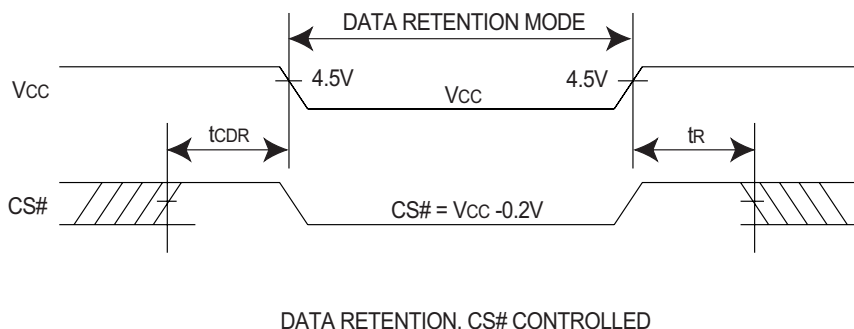 DATA RETENTION MODE
4.5V
4.5V
VCC
VCC
tCDR
tR
CS#
CS# = VCC -0.2V
DATA RETENTION, CS# CONTROLLED